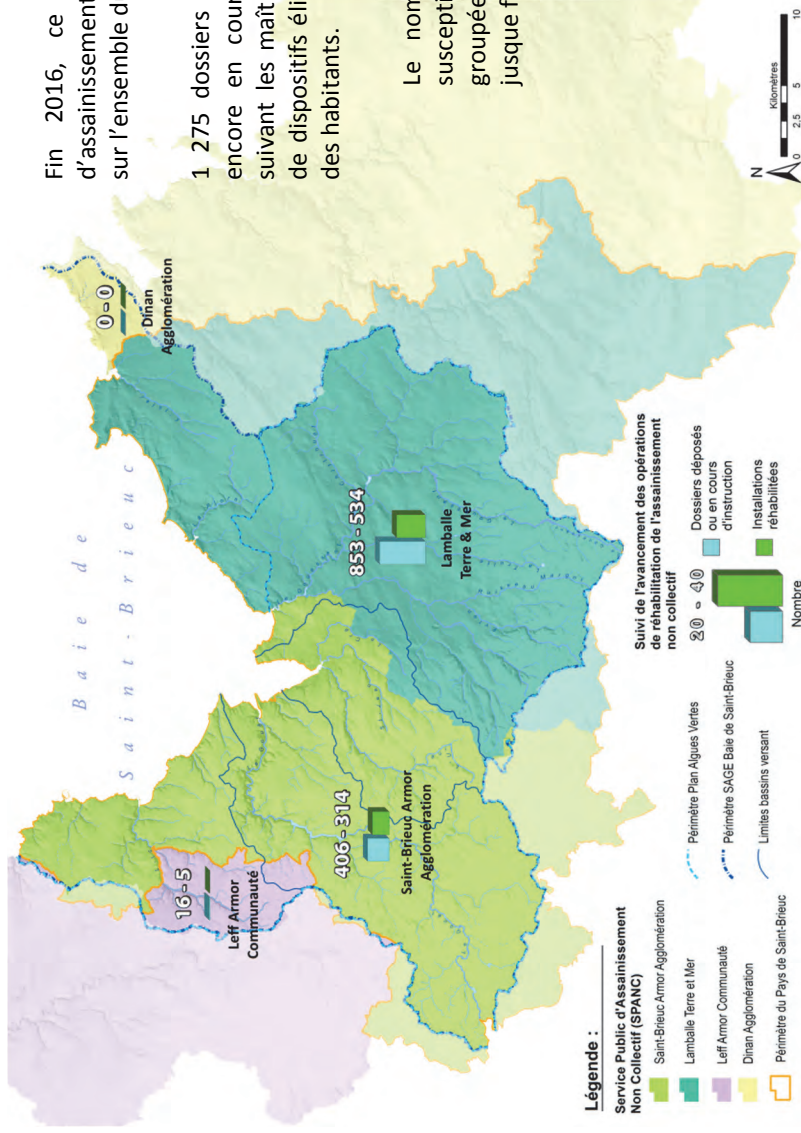 Fin 2016, ce
d'assainissement
sur l'ensemble d
1 275 dossiers
encore en cour
suivant les maît
de dispositifs éli
des habitants.
Le nom
suscepti
groupée
jusque f
Baie de
Saint-Brieuc
0 - 0
Dinan
Agglomération
16 - 5
Leff Armor
Communauté
853 - 534
Lamballe
Terre & Mer
406 - 314
Saint-Brieuc Armor
Agglomération
N
Kilomètres
0 2,5 5 10
Légende :
Service Public d'Assainissement
Non Collectif (SPANC)
Saint-Brieuc Armor Agglomération
Lamballe Terre et Mer
Leff Armor Communauté
Dinan Agglomération
Périmètre du Pays de Saint-Brieuc
Périmètre Plan Algues Vertes
Périmètre SAGE Baie de Saint-Brieuc
Limites bassins versant
Suivi de l'avancement des opérations
de réhabilitation de l'assainissement
non collectif
20 - 40
Nombre
Dossiers déposés
ou en cours
d'instruction
Installations
réhabilitées